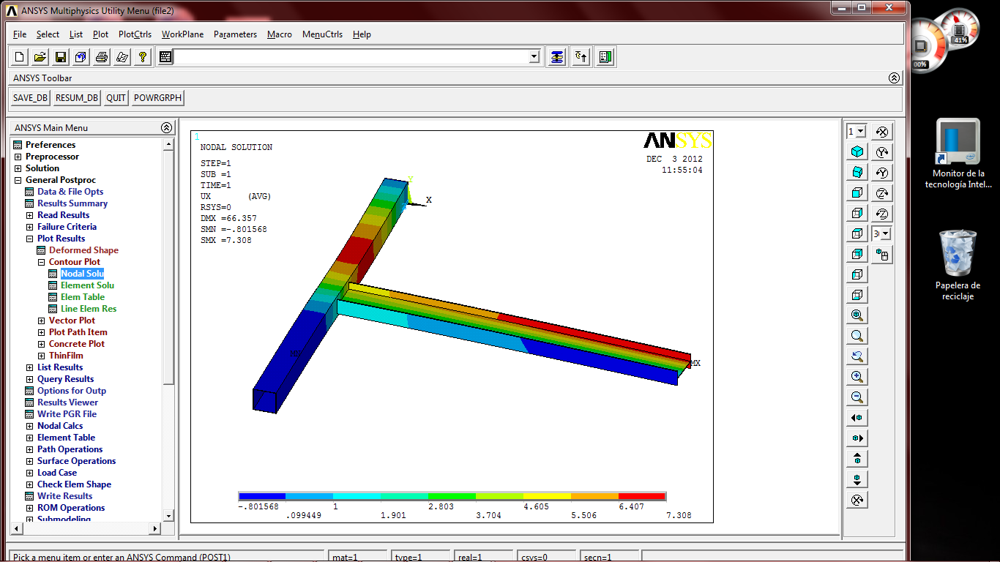 ANSYS Multiphysics Utility Menu (file2)
File Select List Plot PlotCtrls WorkPlane Parameters Macro MenuCtrls Help
ANSYS Toolbar
SAVE_DB RESUM_DB QUIT POWRGRPH
ANSYS Main Menu
Preferences
Preprocessor
Solution
General Postproc
Data & File Opts
Results Summary
Read Results
Failure Criteria
Plot Results
Deformed Shape
Contour Plot
Nodal Solu
Element Solu
Elem Table
Line Elem Res
Vector Plot
Plot Path Item
Concrete Plot
ThinFilm
List Results
Query Results
Options for Outp
Results Viewer
Write PGR File
Nodal Calcs
Element Table
Path Operations
Surface Operations
Load Case
Check Elem Shape
Write Results
ROM Operations
Submodeling
1
NODAL SOLUTION
STEP=1
SUB =1
TIME=1
UX (AVG)
RSYS=0
DMX =66.357
SMN =-.801568
SMX =7.308
ANSYS
DEC 3 2012
11:55:04
Y
X
MX
-.801568 1 2.803 4.605 6.407
.099449 1.901 3.704 5.506 7.308
1
X
Y
Y
Z
Z
41%
00%
Monitor de la
tecnología Intel...
Papelera de
reciclaje
Pick a menu item or enter an ANSYS Command (POST1) mat=1 type=1 real=1 csys=0 secn=1